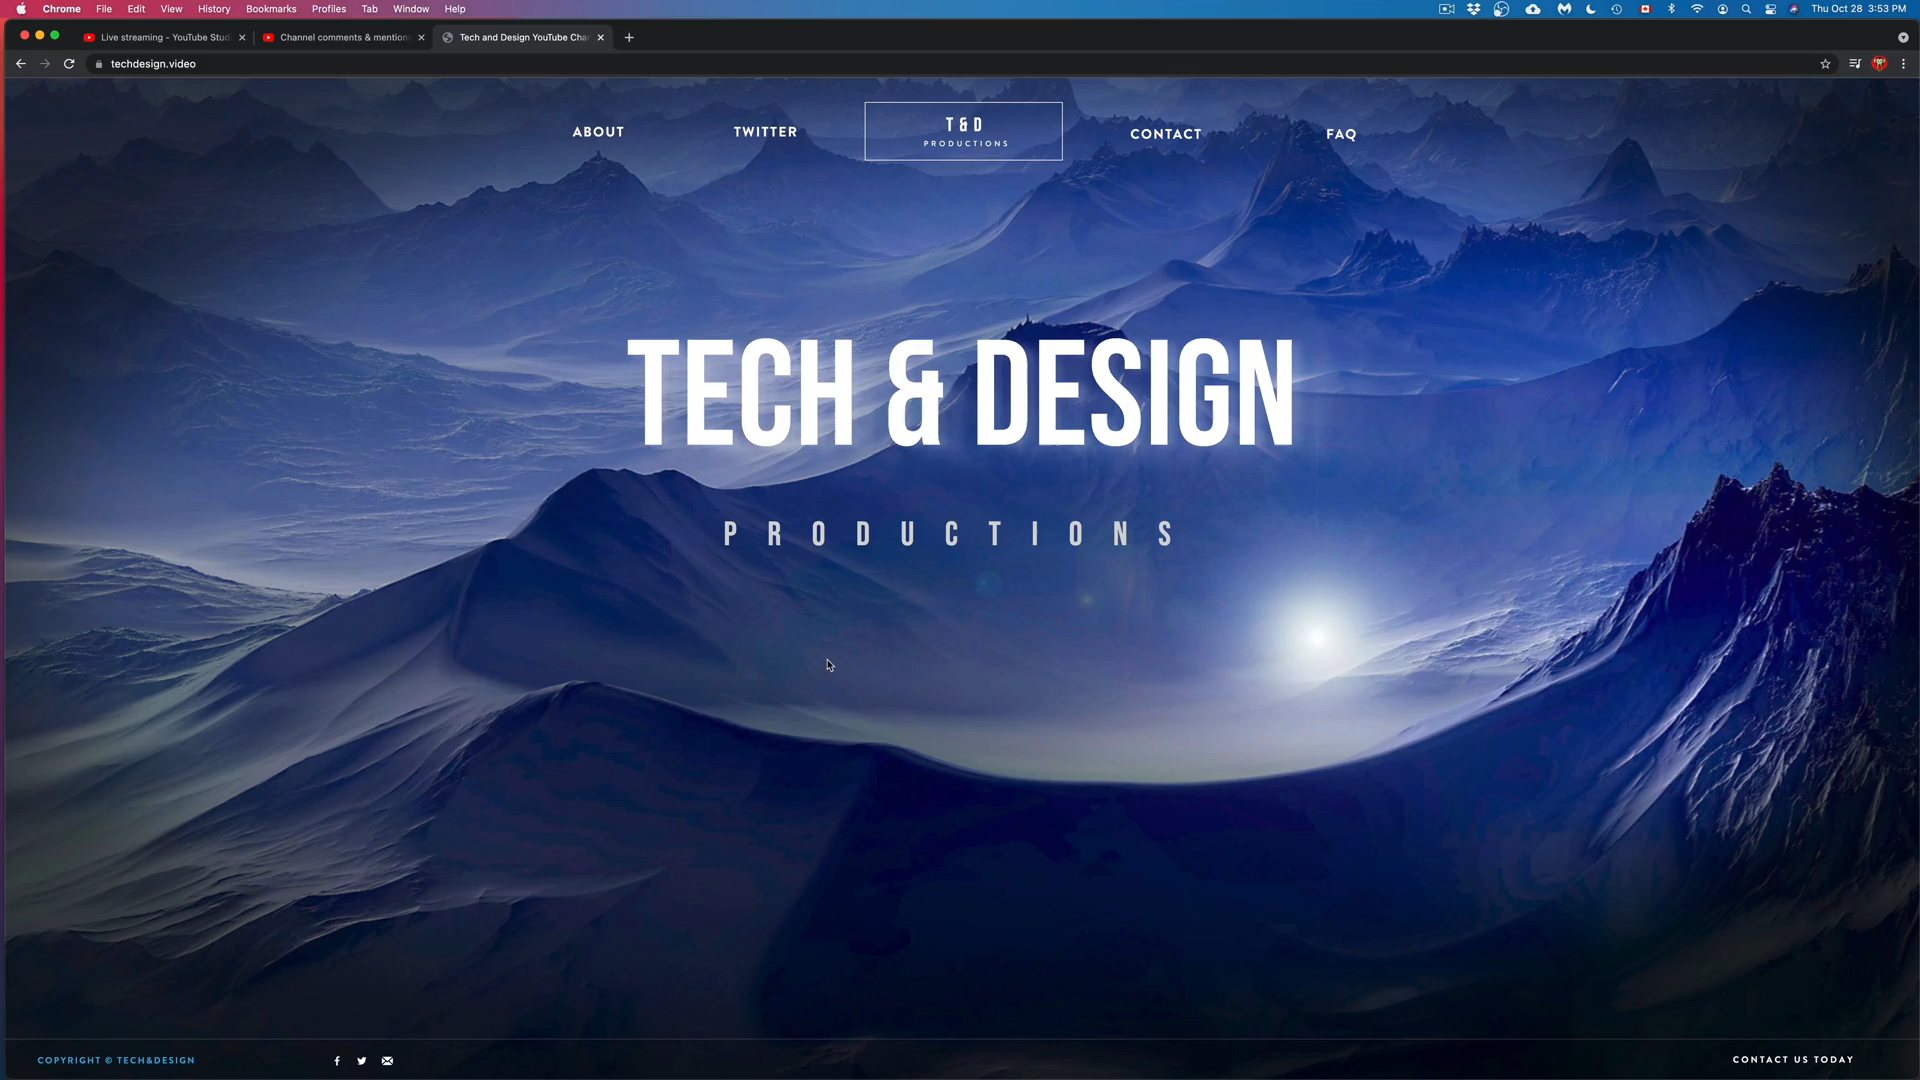 Chrome File Edit View History Bookmarks Profiles Tab Window Help Thu Oct 28 3:53 PM
Live streaming - YouTube Stud Channel comments & mention Tech and Design YouTube Cha
techdesign.video
ABOUT TWITTER T&D CONTACT FAQ
PRODUCTIONS
TECH & DESIGN
PRODUCTIONS
COPYRIGHT © TECH&DESIGN CONTACT US TODAY